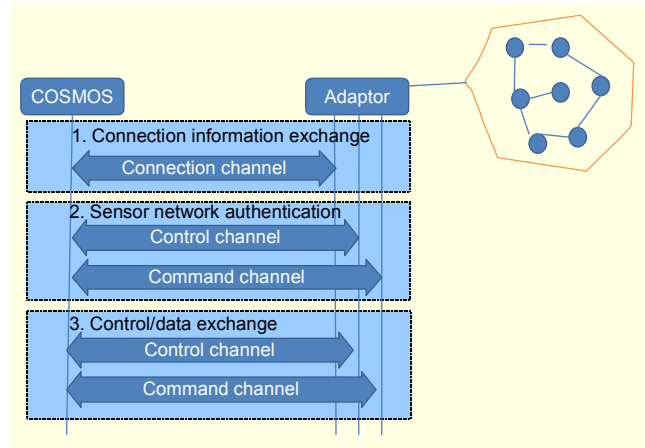 COSMOS
Adaptor
1. Connection information exchange
Connection channel
2. Sensor network authentication
Control channel
Command channel
3. Control/data exchange
Control channel
Command channel